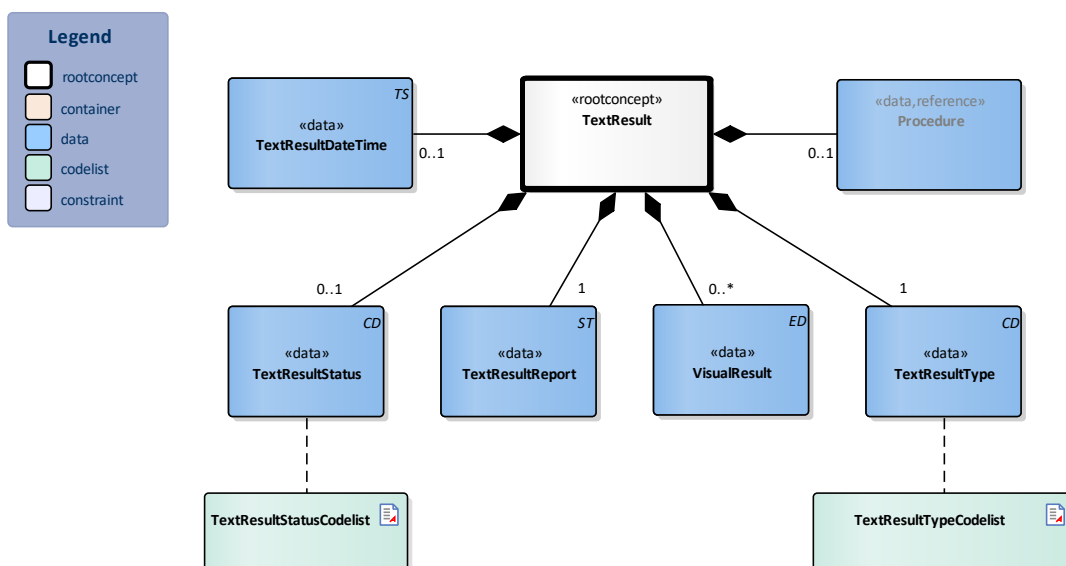 Legend
rootconcept
container
data
codelist
constraint
TS
«data»
TextResultDateTime
0..1
«rootconcept»
TextResult
«data,reference»
Procedure
0..1
0..1
1
0..*
1
CD
«data»
TextResultStatus
ST
«data»
TextResultReport
ED
«data»
VisualResult
CD
«data»
TextResultType
TextResultStatusCodelist
TextResultTypeCodelist